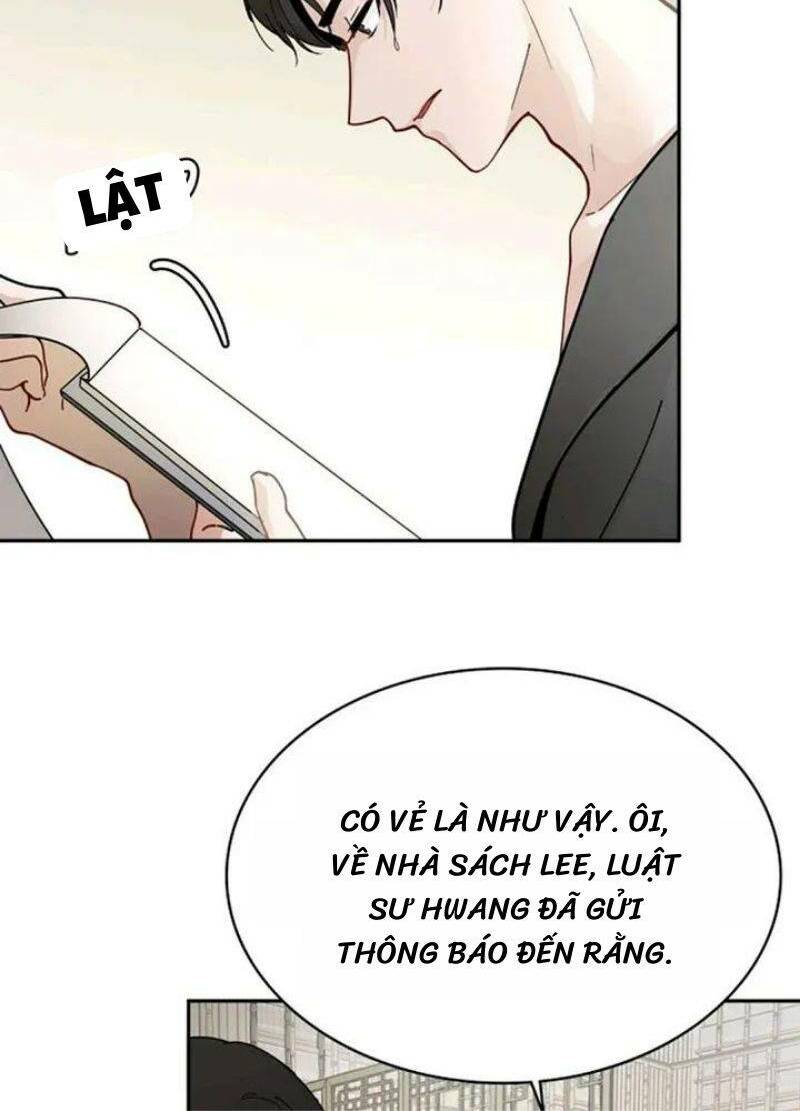 LẬT
CÓ VẺ LÀ NHƯ VẬY. ÔI,
VỀ NHÀ SÁCH LEE, LUẬT
SƯ HWANG ĐÃ GỬI
THÔNG BÁO ĐẾN RẰNG.